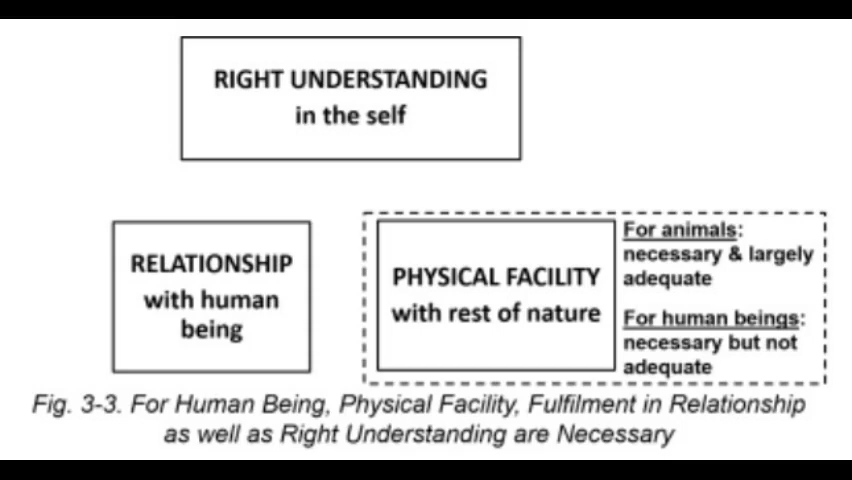 RIGHT UNDERSTANDING
in the self
RELATIONSHIP
with human
being
PHYSICAL FACILITY
with rest of nature
For animals:
necessary & largely
adequate
For human beings:
necessary but not
adequate
Fig. 3-3. For Human Being, Physical Facility, Fulfilment in Relationship
as well as Right Understanding are Necessary